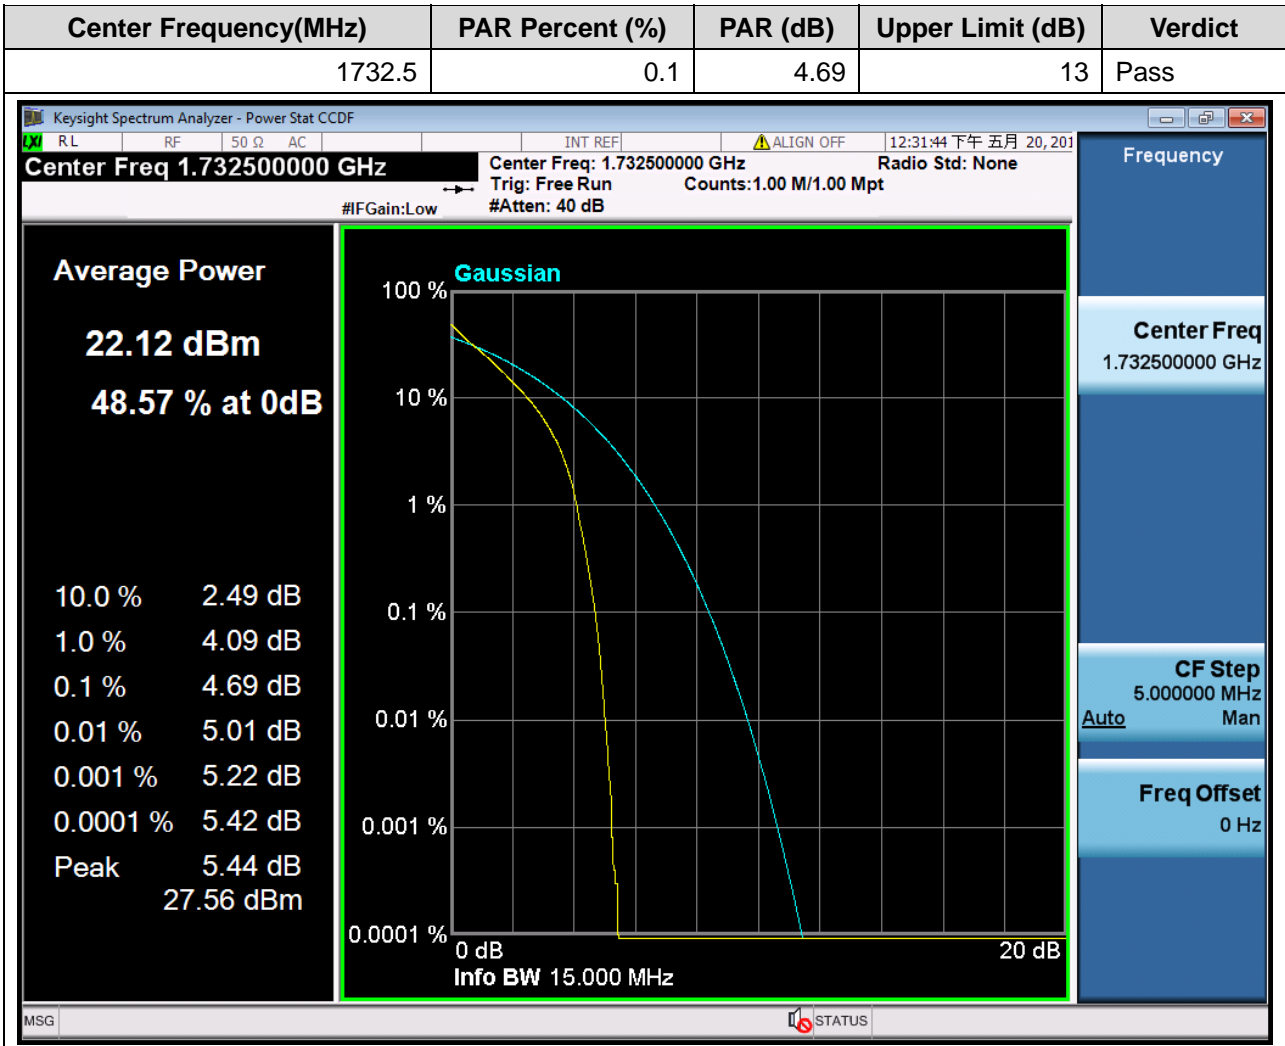 Center Frequency(MHz) PAR Percent (%) PAR (dB) Upper Limit (dB) Verdict
1732.5 0.1 4.69 13 Pass
Keysight Spectrum Analyzer - Power Stat CCDF
LXI RL RF 50 Ω AC INT REF ALIGN OFF 12:31:44 下午 五月 20, 201
Center Freq 1.732500000 GHz
Center Freq: 1.732500000 GHz Radio Std: None
Trig: Free Run Counts:1.00 M/1.00 Mpt
#IFGain:Low #Atten: 40 dB
Frequency
Average Power
22.12 dBm
48.57 % at 0dB
10.0 % 2.49 dB
1.0 % 4.09 dB
0.1 % 4.69 dB
0.01 % 5.01 dB
0.001 % 5.22 dB
0.0001 % 5.42 dB
Peak 5.44 dB
27.56 dBm
Gaussian
100 %
10 %
1 %
0.1 %
0.01 %
0.001 %
0.0001 %
0 dB 20 dB
Info BW 15.000 MHz
Center Freq
1.732500000 GHz
CF Step
5.000000 MHz
Auto Man
Freq Offset
0 Hz
MSG STATUS